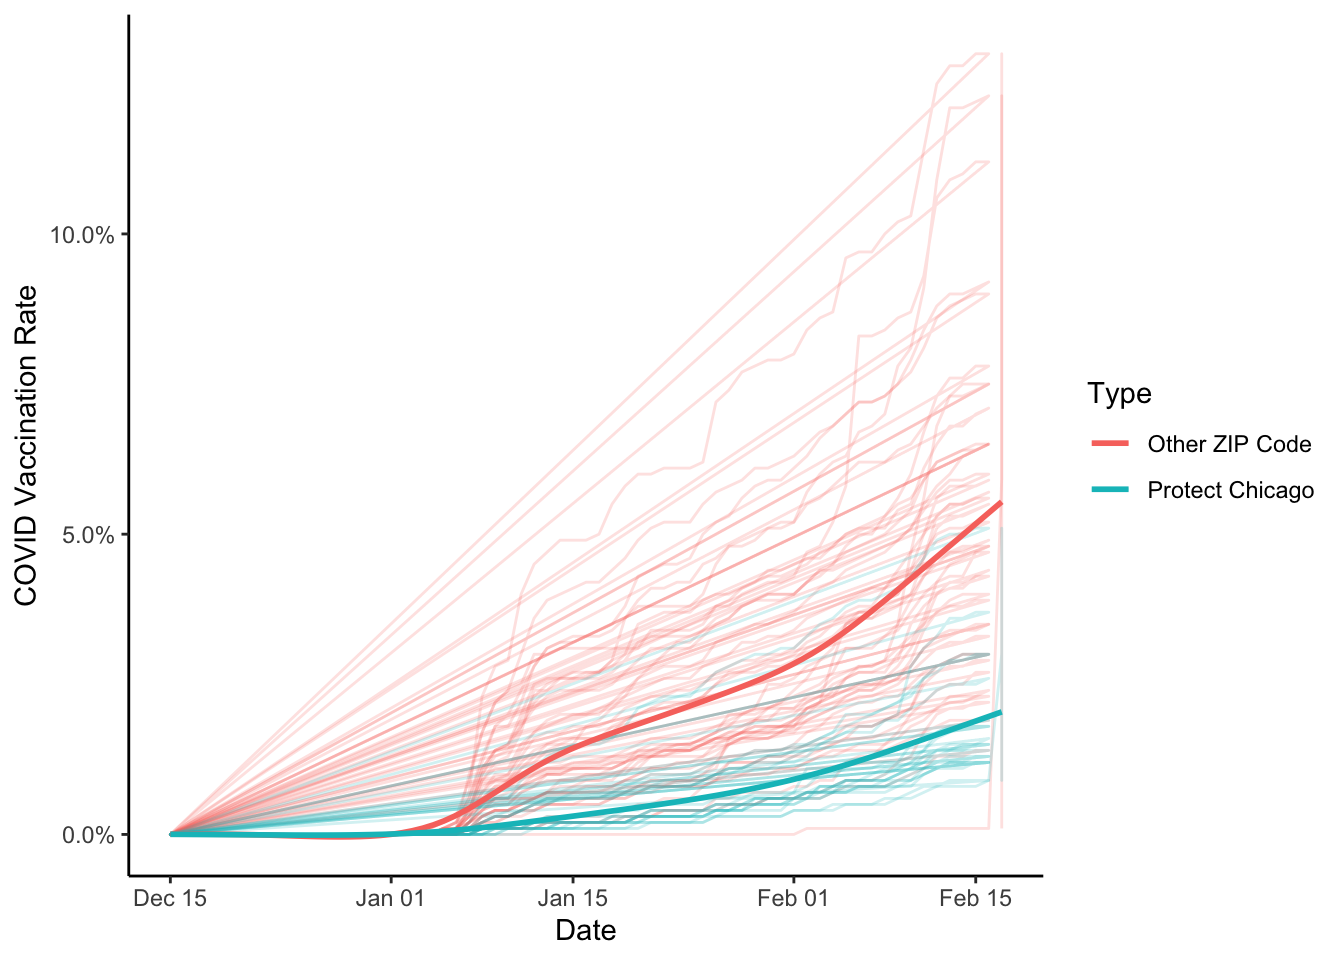 COVID Vaccination Rate
10.0%
5.0%
0.0%
Dec 15
Jan 01
Jan 15
Feb 01
Feb 15
Date
Type
Other ZIP Code
Protect Chicago